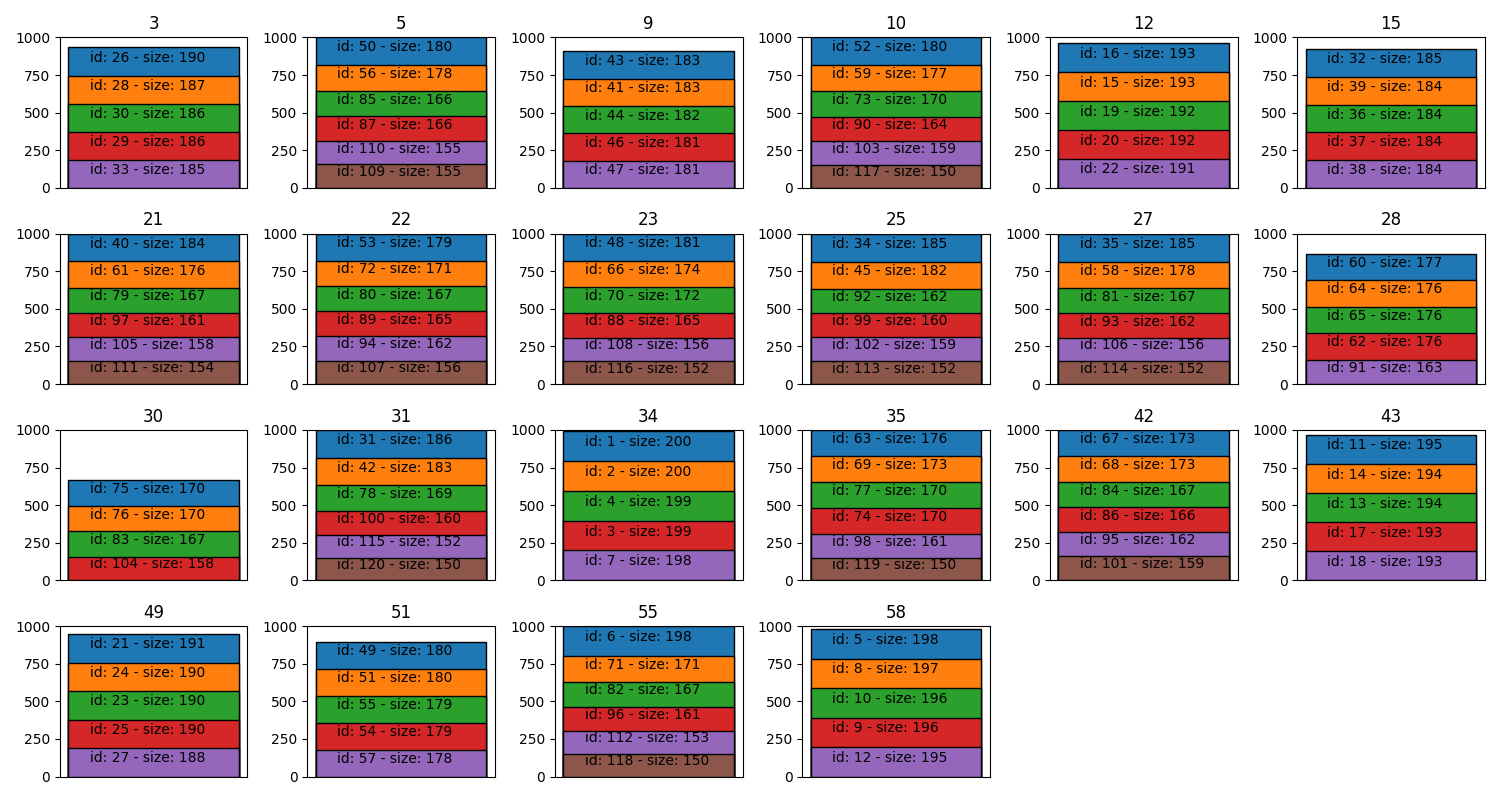 3
1000
750
500
250
0
id: 26 - size: 190
id: 28 - size: 187
id: 30 - size: 186
id: 29 - size: 186
id: 33 - size: 185
5
1000
750
500
250
0
id: 50 - size: 180
id: 56 - size: 178
id: 85 - size: 166
id: 87 - size: 166
id: 110 - size: 155
id: 109 - size: 155
9
1000
750
500
250
0
id: 43 - size: 183
id: 41 - size: 183
id: 44 - size: 182
id: 46 - size: 181
id: 47 - size: 181
10
1000
750
500
250
0
id: 52 - size: 180
id: 59 - size: 177
id: 73 - size: 170
id: 90 - size: 164
id: 103 - size: 159
id: 117 - size: 150
12
1000
750
500
250
0
id: 16 - size: 193
id: 15 - size: 193
id: 19 - size: 192
id: 20 - size: 192
id: 22 - size: 191
15
1000
750
500
250
0
id: 32 - size: 185
id: 39 - size: 184
id: 36 - size: 184
id: 37 - size: 184
id: 38 - size: 184
21
1000
750
500
250
0
id: 40 - size: 184
id: 61 - size: 176
id: 79 - size: 167
id: 97 - size: 161
id: 105 - size: 158
id: 111 - size: 154
22
1000
750
500
250
0
id: 53 - size: 179
id: 72 - size: 171
id: 80 - size: 167
id: 89 - size: 165
id: 94 - size: 162
id: 107 - size: 156
23
1000
750
500
250
0
id: 48 - size: 181
id: 66 - size: 174
id: 70 - size: 172
id: 88 - size: 165
id: 108 - size: 156
id: 116 - size: 152
25
1000
750
500
250
0
id: 34 - size: 185
id: 45 - size: 182
id: 92 - size: 162
id: 99 - size: 160
id: 102 - size: 159
id: 113 - size: 152
27
1000
750
500
250
0
id: 35 - size: 185
id: 58 - size: 178
id: 81 - size: 167
id: 93 - size: 162
id: 106 - size: 156
id: 114 - size: 152
28
1000
750
500
250
0
id: 60 - size: 177
id: 64 - size: 176
id: 65 - size: 176
id: 62 - size: 176
id: 91 - size: 163
30
1000
750
500
250
0
id: 75 - size: 170
id: 76 - size: 170
id: 83 - size: 167
id: 104 - size: 158
31
1000
750
500
250
0
id: 31 - size: 186
id: 42 - size: 183
id: 78 - size: 169
id: 100 - size: 160
id: 115 - size: 152
id: 120 - size: 150
34
1000
750
500
250
0
id: 1 - size: 200
id: 2 - size: 200
id: 4 - size: 199
id: 3 - size: 199
id: 7 - size: 198
35
1000
750
500
250
0
id: 63 - size: 176
id: 69 - size: 173
id: 77 - size: 170
id: 74 - size: 170
id: 98 - size: 161
id: 119 - size: 150
42
1000
750
500
250
0
id: 67 - size: 173
id: 68 - size: 173
id: 84 - size: 167
id: 86 - size: 166
id: 95 - size: 162
id: 101 - size: 159
43
1000
750
500
250
0
id: 11 - size: 195
id: 14 - size: 194
id: 13 - size: 194
id: 17 - size: 193
id: 18 - size: 193
49
1000
750
500
250
0
id: 21 - size: 191
id: 24 - size: 190
id: 23 - size: 190
id: 25 - size: 190
id: 27 - size: 188
51
1000
750
500
250
0
id: 49 - size: 180
id: 51 - size: 180
id: 55 - size: 179
id: 54 - size: 179
id: 57 - size: 178
55
1000
750
500
250
0
id: 6 - size: 198
id: 71 - size: 171
id: 82 - size: 167
id: 96 - size: 161
id: 112 - size: 153
id: 118 - size: 150
58
1000
750
500
250
0
id: 5 - size: 198
id: 8 - size: 197
id: 10 - size: 196
id: 9 - size: 196
id: 12 - size: 195